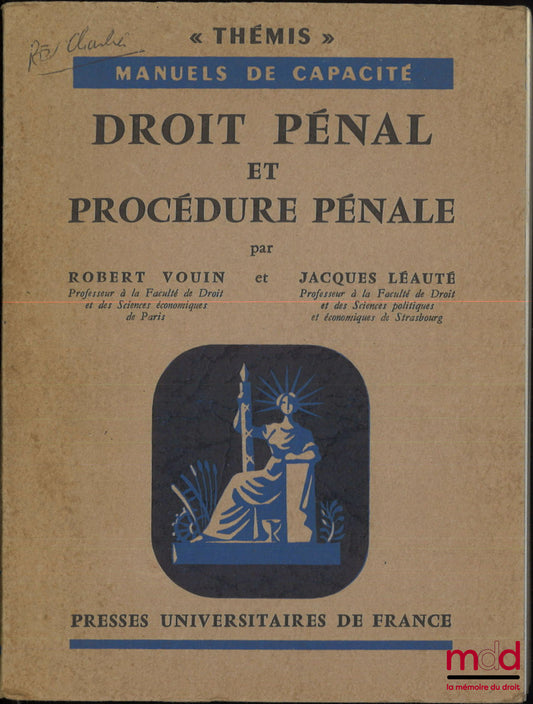 « THÉMIS »
MANUELS DE CAPACITÉ
DROIT PÉNAL
ET
PROCÉDURE PÉNALE
par
ROBERT VOUIN et JACQUES LÉAUTÉ
Professeur à la Faculté de Droit
et des Sciences économiques
de Paris
Professeur à la Faculté de Droit
et des Sciences politiques
et économiques de Strasbourg
PRESSES UNIVERSITAIRES DE FRANCE
mdd
la mémoire du droit